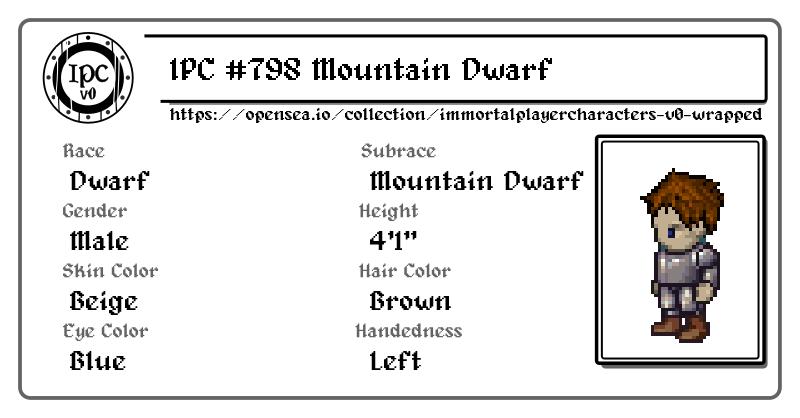 IPC
v0
IPC #798 Mountain Dwarf
https://opensea.io/collection/immortalplayercharacters-v0-wrapped
Race
Subrace
Dwarf
Mountain Dwarf
Gender
Height
Male
4'1"
Skin Color
Hair Color
Beige
Brown
Eye Color
Handedness
Blue
Left